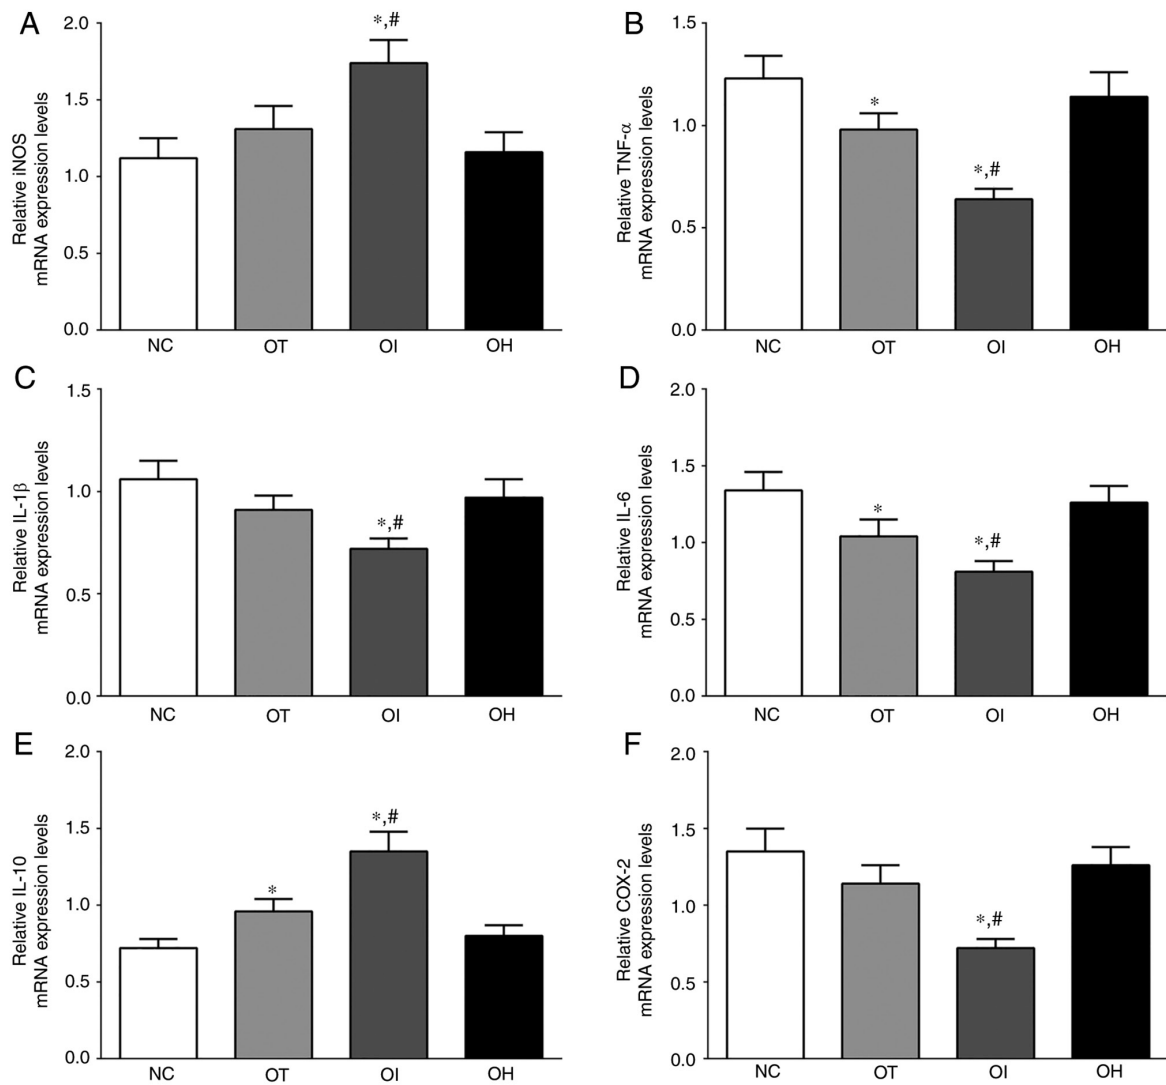 A
Relative iNOS
mRNA expression levels
2.0
1.5
1.0
0.5
0.0
*,#
NC OT OI OH
B
Relative TNF-α
mRNA expression levels
1.5
1.0
0.5
0.0
*
*,#
NC OT OI OH
C
Relative IL-1β
mRNA expression levels
1.5
1.0
0.5
0.0
*,#
NC OT OI OH
D
Relative IL-6
mRNA expression levels
2.0
1.5
1.0
0.5
0.0
*
*,#
NC OT OI OH
E
Relative IL-10
mRNA expression levels
2.0
1.5
1.0
0.5
0.0
*
*,#
NC OT OI OH
F
Relative COX-2
mRNA expression levels
2.0
1.5
1.0
0.5
0.0
*,#
NC OT OI OH